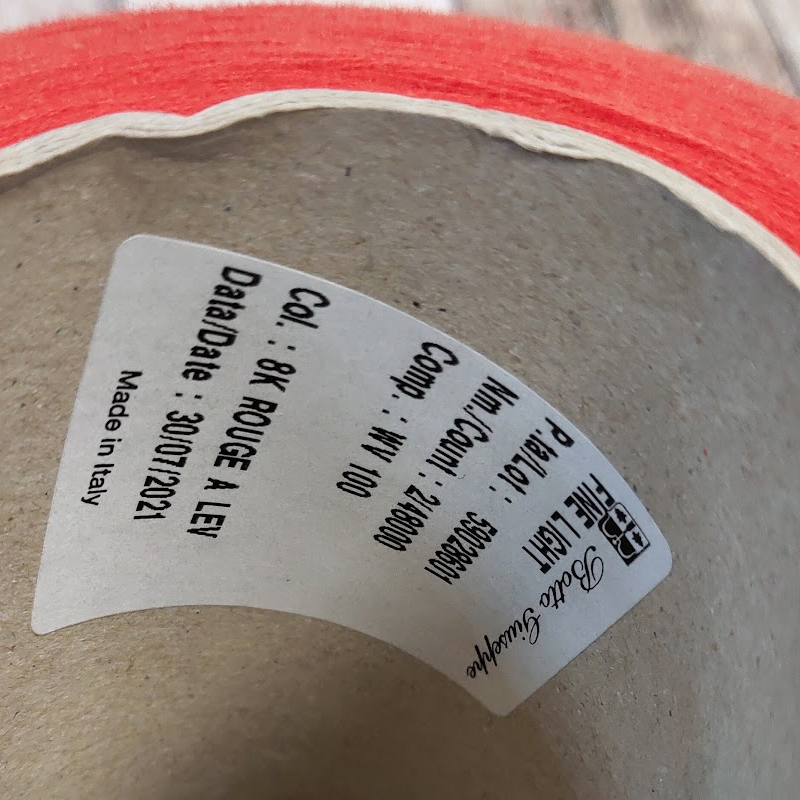 Botto Giuseppe
FINE LIGHT
P.ta/Lot : 59028601
Nm./Count : 2/48000
Comp. : WV 100
Col. : 8K ROUGE A LEV
Data/Date : 30/07/2021
Made in Italy